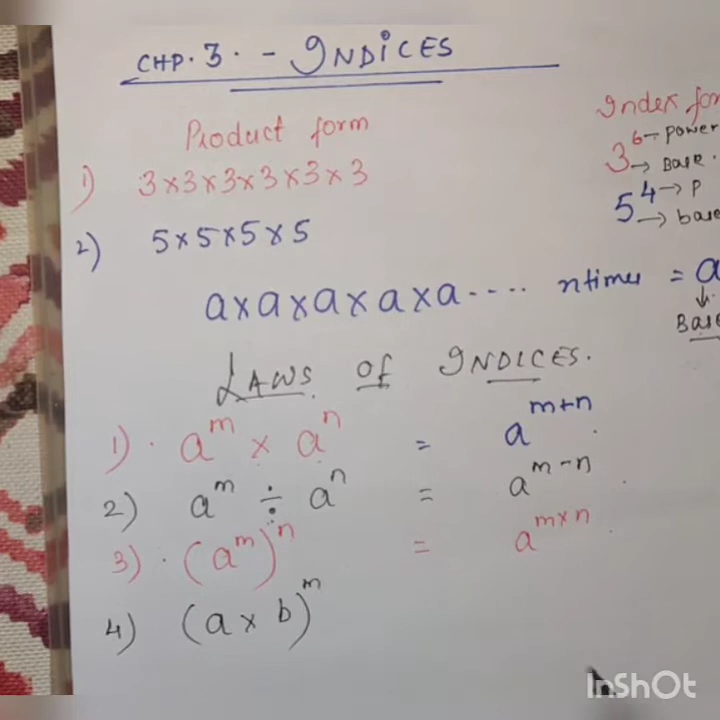 CHP. 3. - INDICES
Product form
Index for
1) 3×3×3×3×3×3
3⁶ → power
→ Base.
2) 5×5×5×5
5⁴ → P
→ base
a×a×a×a×a.... n times = a
↓
Base
LAWS of INDICES.
1) · aᵐ × aⁿ = aᵐ⁺ⁿ.
2) aᵐ ÷ aⁿ = aᵐ⁻ⁿ.
3) · (aᵐ)ⁿ = aᵐˣⁿ.
4) (a × b)ᵐ
InShOt